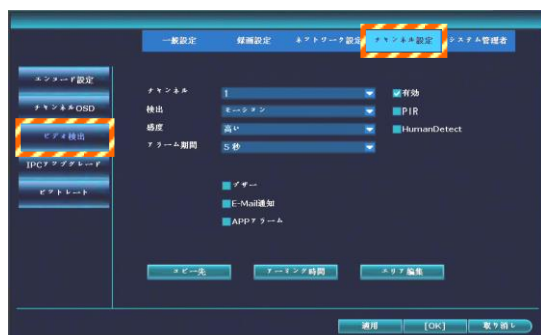 一般設定 録画設定 ネットワーク設定 チャンネル設定 システム管理者
エンコード設定
チャンネルOSD
ビデオ検出
IPCアップグレード
ビットレート
チャンネル 1 有効
検出 モーション PIR
感度 高い HumanDetect
アラーム期間 5 秒
ブザー
E-Mail通知
APPアラーム
コピー先 アーミング時間 エリア編集
適用 [OK] 取り消し